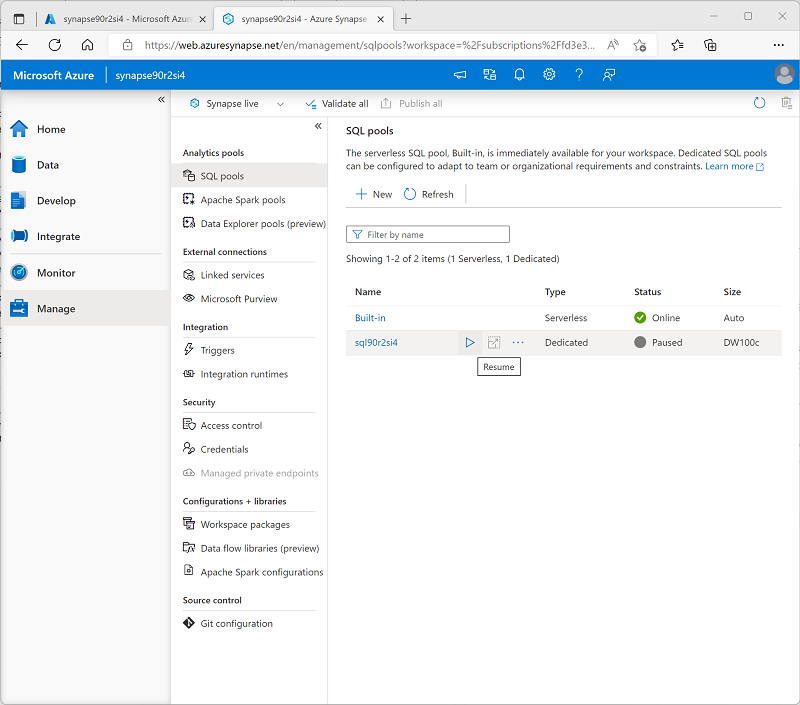 synapse90r2si4 - Microsoft Azure
synapse90r2si4 - Azure Synapse
https://web.azuresynapse.net/en/management/sqlpools?workspace=%2Fsubscriptions%2Ffd3e3...
Microsoft Azure
synapse90r2si4
Synapse live
Validate all
Publish all
Home
Data
Develop
Integrate
Monitor
Manage
Analytics pools
SQL pools
Apache Spark pools
Data Explorer pools (preview)
External connections
Linked services
Microsoft Purview
Integration
Triggers
Integration runtimes
Security
Access control
Credentials
Managed private endpoints
Configurations + libraries
Workspace packages
Data flow libraries (preview)
Apache Spark configurations
Source control
Git configuration
SQL pools
The serverless SQL pool, Built-in, is immediately available for your workspace. Dedicated SQL pools
can be configured to adapt to team or organizational requirements and constraints. Learn more
New Refresh
Filter by name
Showing 1-2 of 2 items (1 Serverless, 1 Dedicated)
Name Type Status Size
Built-in Serverless Online Auto
sql90r2si4 Dedicated Paused DW100c
Resume